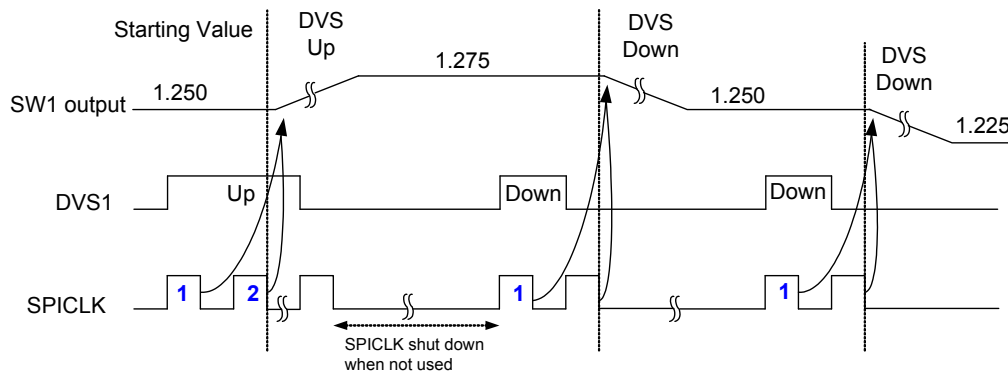 Starting Value
DVS
Up
DVS
Down
DVS
Down
SW1 output
1.250
1.275
1.250
1.225
DVS1
Up
Down
Down
SPICLK
1
2
1
1
SPICLK shut down
when not used